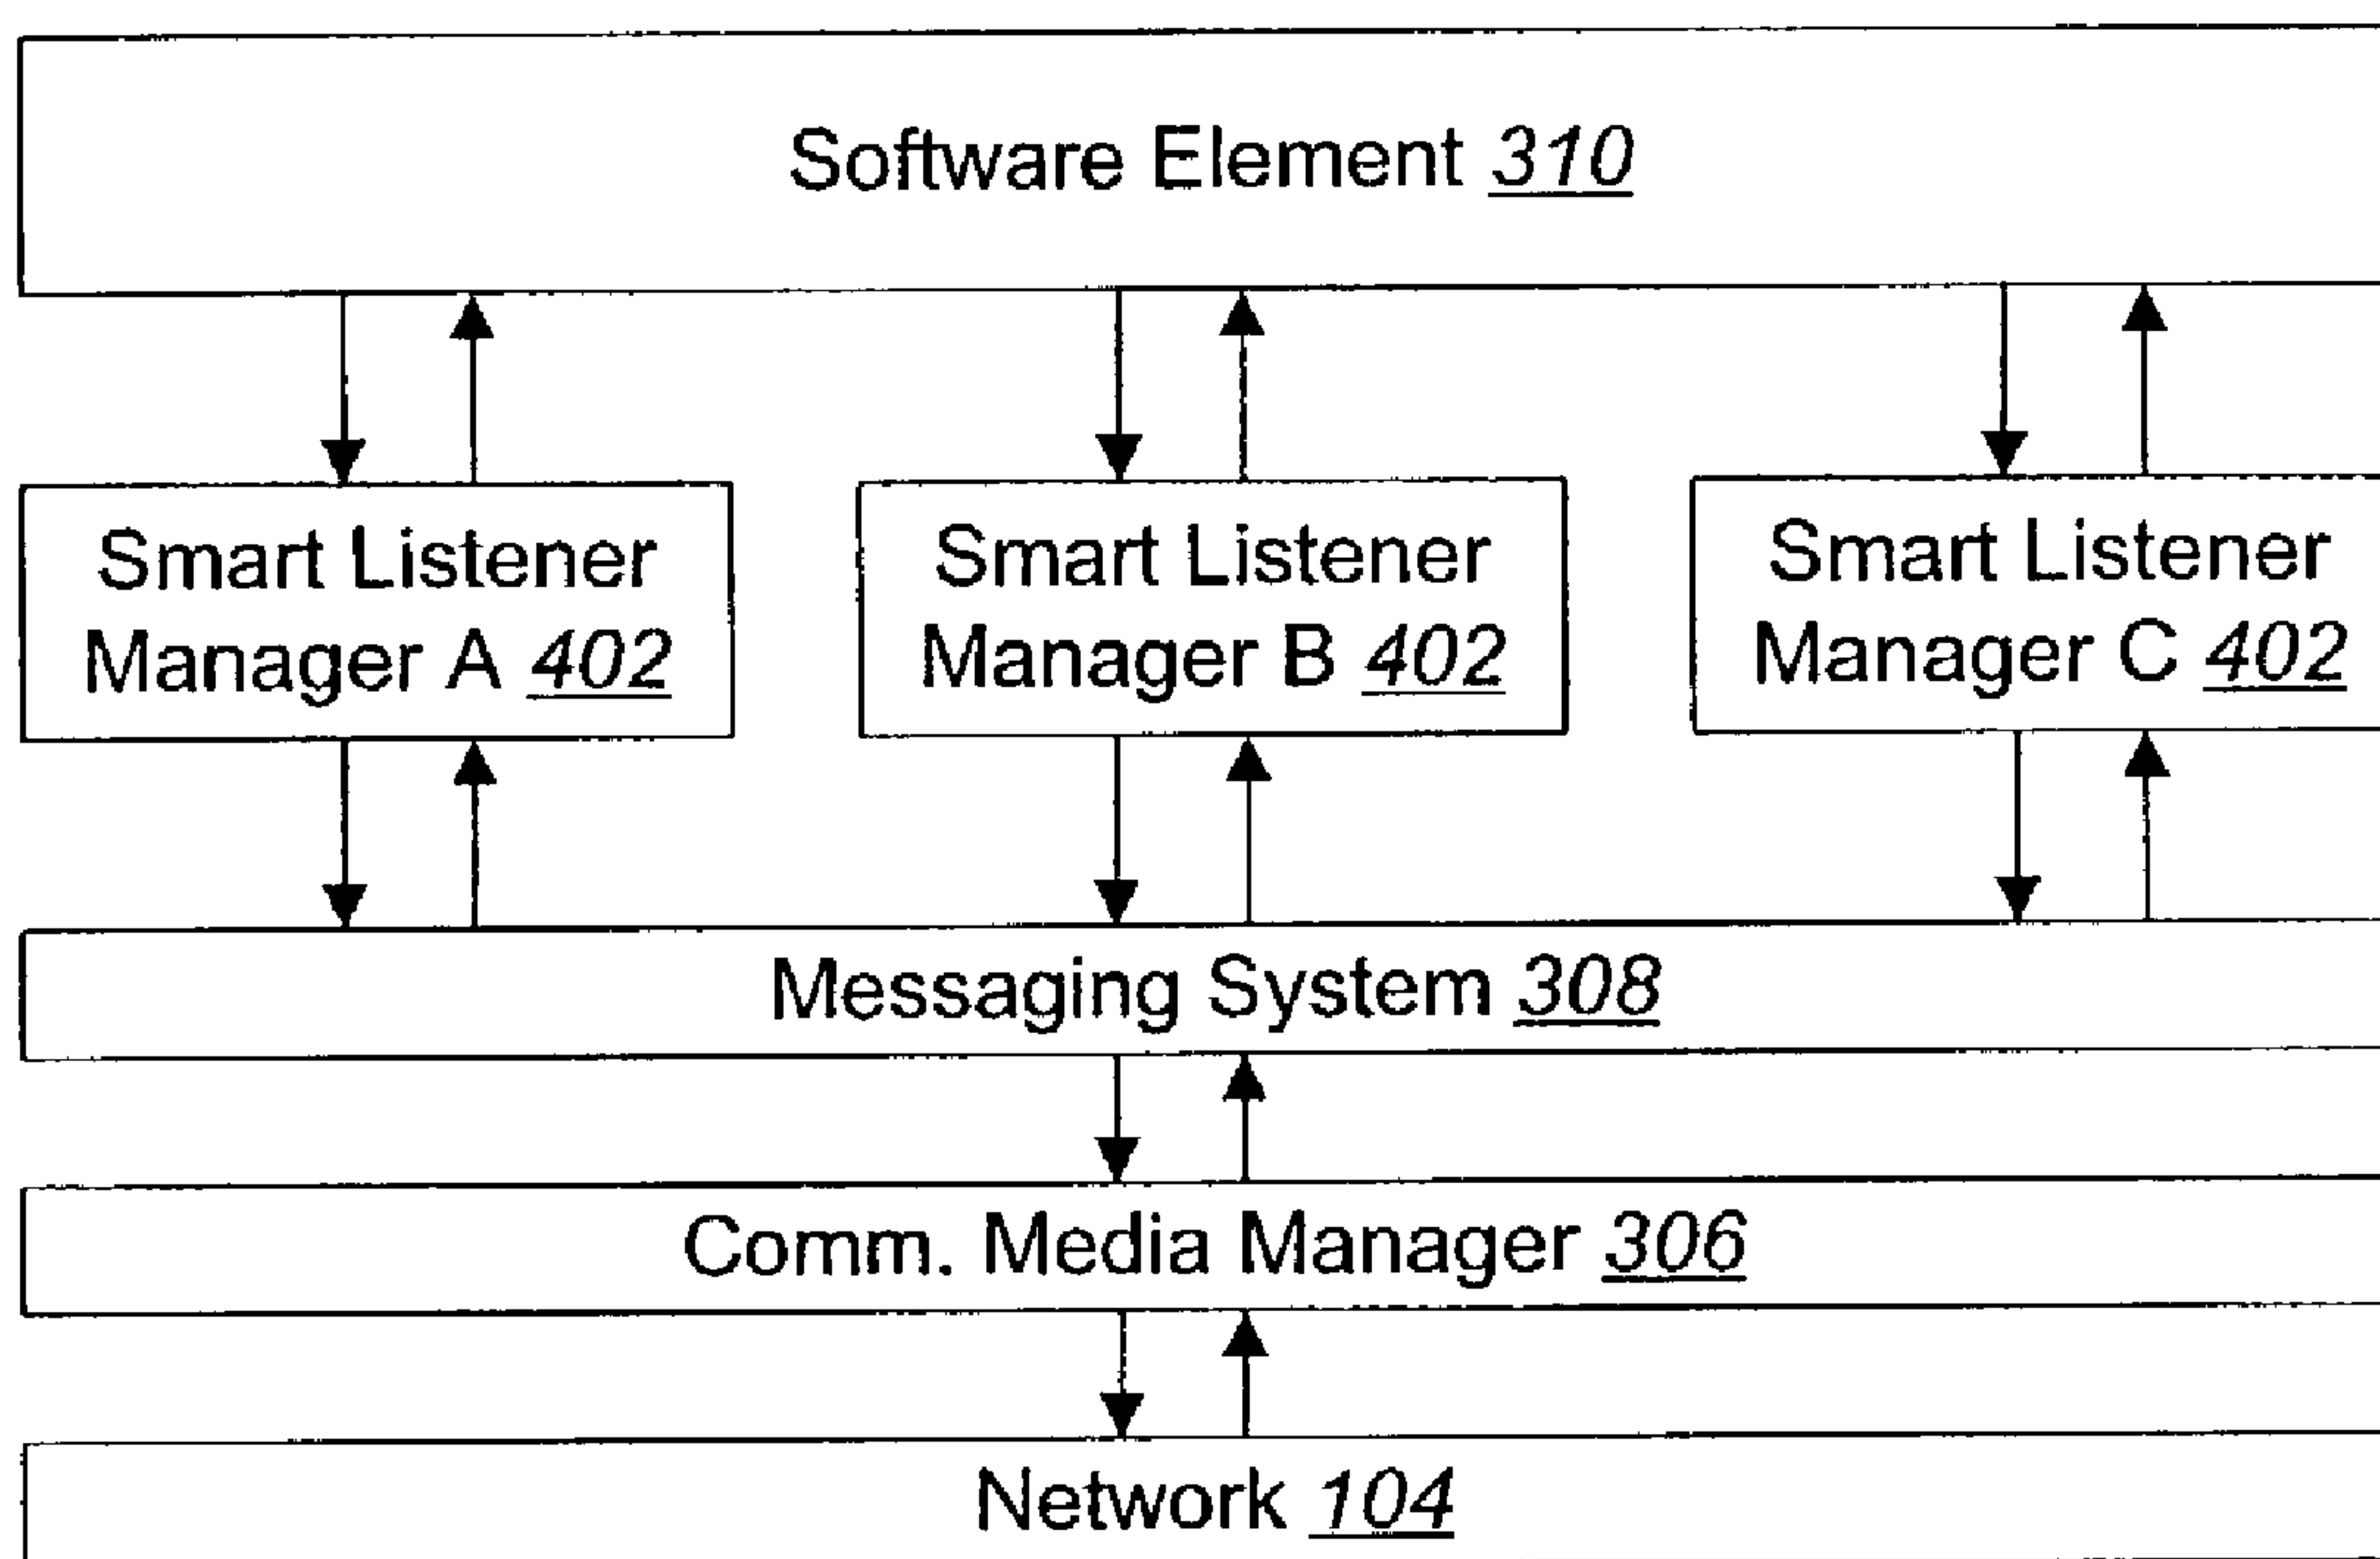 Software Element 310
Smart Listener
Manager A 402
Smart Listener
Manager B 402
Smart Listener
Manager C 402
Messaging System 308
Comm. Media Manager 306
Network 104